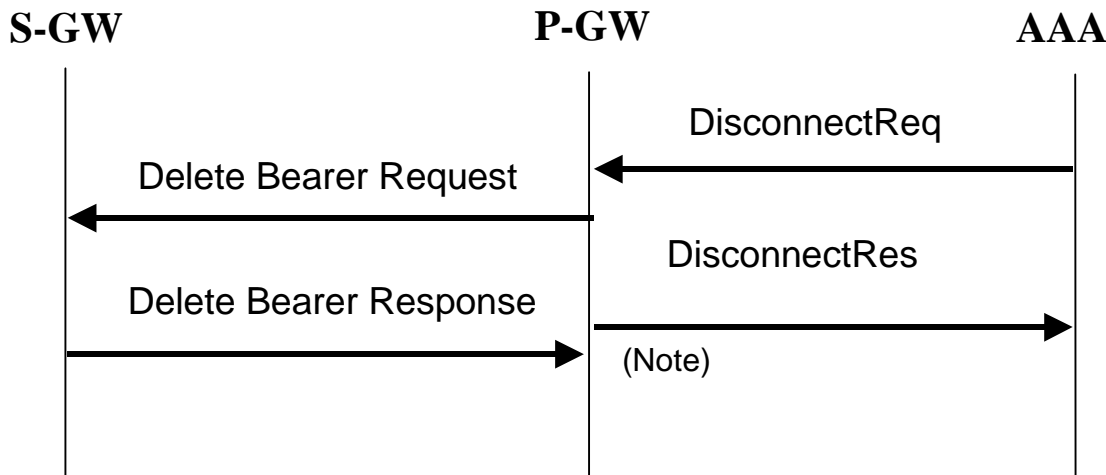 S-GW
P-GW
AAA
DisconnectReq
Delete Bearer Request
DisconnectRes
Delete Bearer Response
(Note)